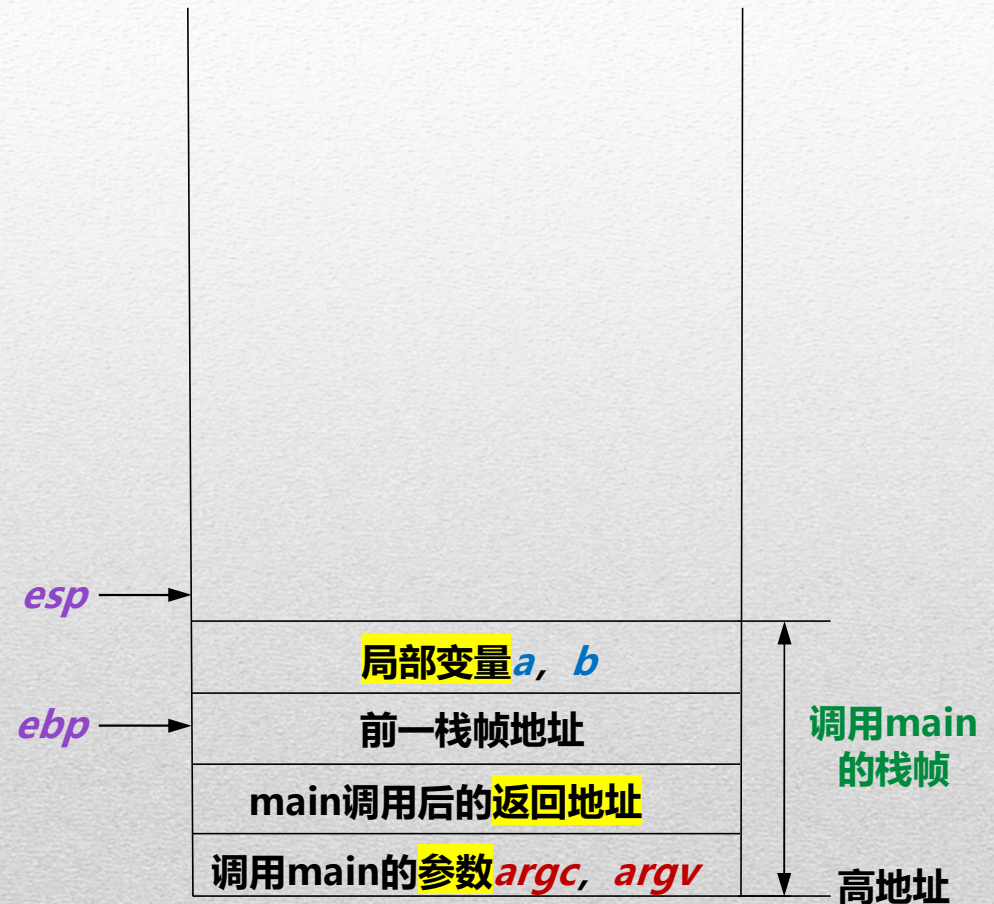 esp
局部变量a, b
ebp
前一栈帧地址
调用main
的栈帧
main调用后的返回地址
调用main的参数argc, argv
高地址